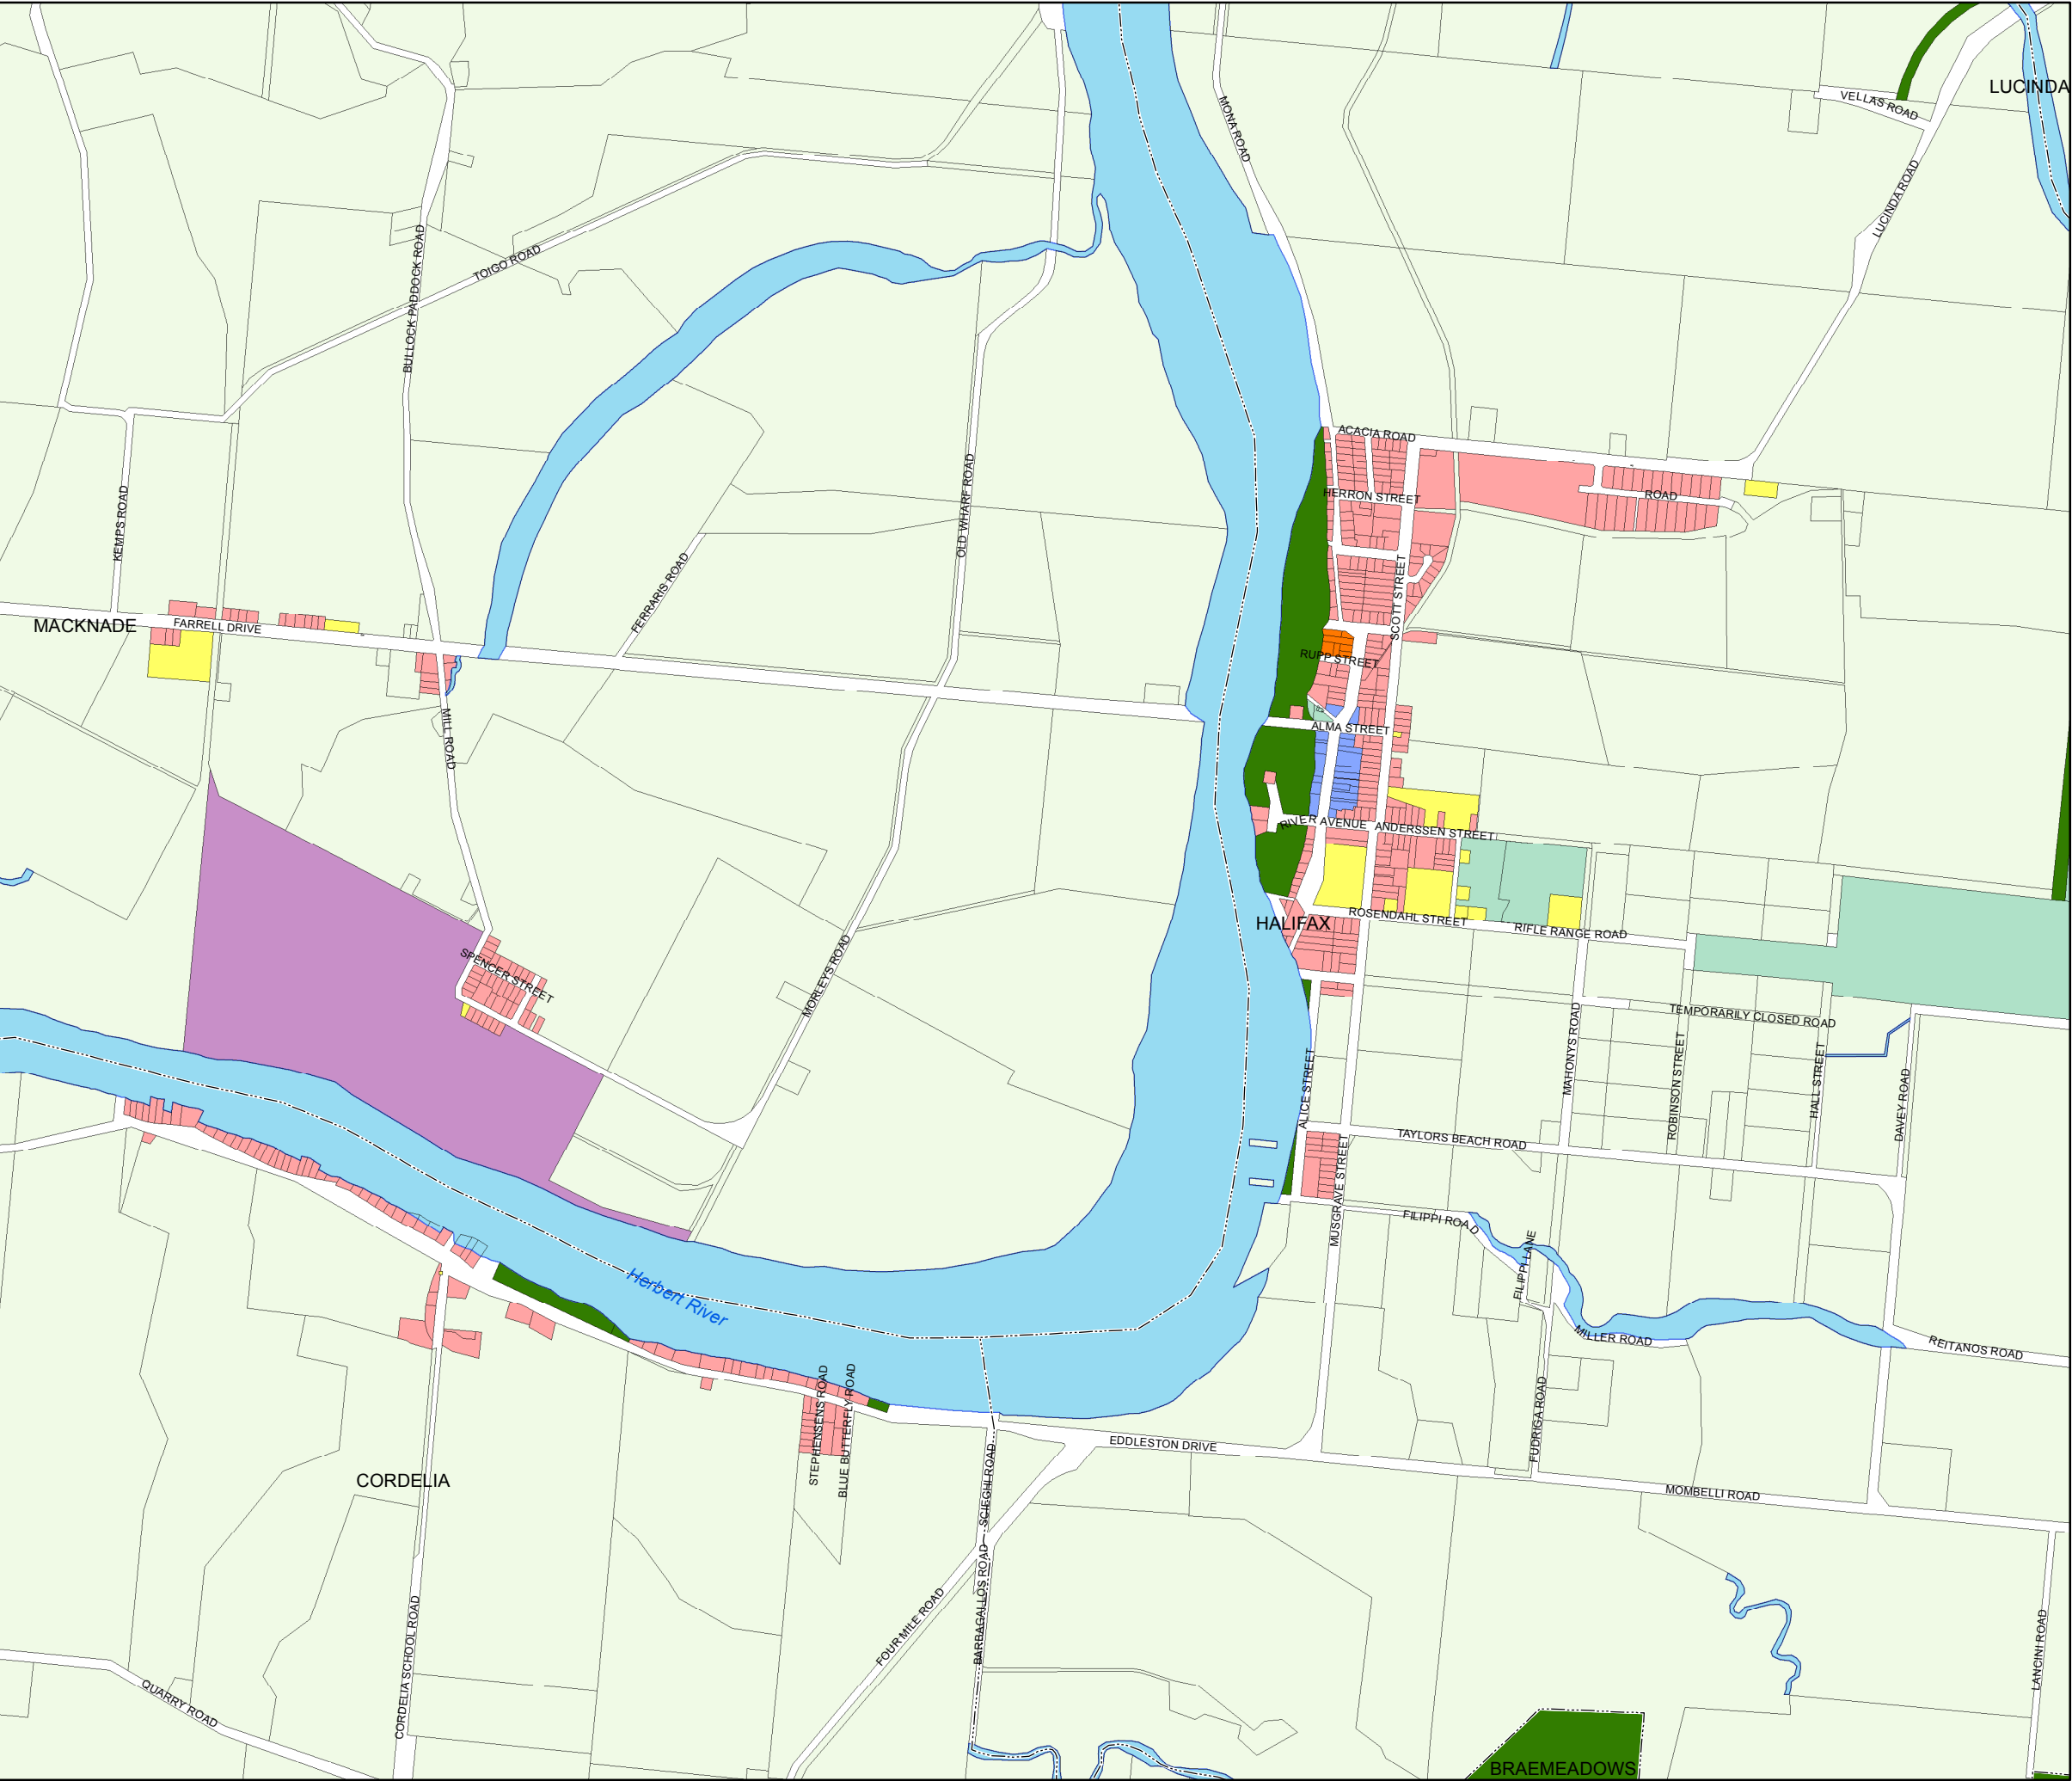 LUCINDA
VELLAS ROAD
MONA ROAD
LUCINDA ROAD
BULLOCK PADDOCK ROAD
TOIGO ROAD
ACACIA ROAD
HERRON STREET
ROAD
KEMPS ROAD
OLD WHARF ROAD
FERRARIS ROAD
SCOTT STREET
MACKNADE
FARRELL DRIVE
RUPP STREET
MILL ROAD
ALMA STREET
RIVER AVENUE
ANDERSSEN STREET
HALIFAX
ROSENDAHL STREET
RIFLE RANGE ROAD
SPENCER STREET
MORLEYS ROAD
TEMPORARILY CLOSED ROAD
MAHONYS ROAD
ROBINSON STREET
HALL STREET
DAVEY ROAD
ALICE STREET
TAYLORS BEACH ROAD
MUSGRAVE STREET
FILIPPI ROAD
FILIPPI LANE
Herbert River
MILLER ROAD
REITANOS ROAD
STEPHENSENS ROAD
BLUE BUTTERFLY ROAD
FUDRIGA ROAD
EDDLESTON DRIVE
CORDELIA
SCIEGHI ROAD
MOMBELLI ROAD
BARBAGALLOS ROAD
FOUR MILE ROAD
CORDELIA SCHOOL ROAD
QUARRY ROAD
LANCINI ROAD
BRAEMEADOWS